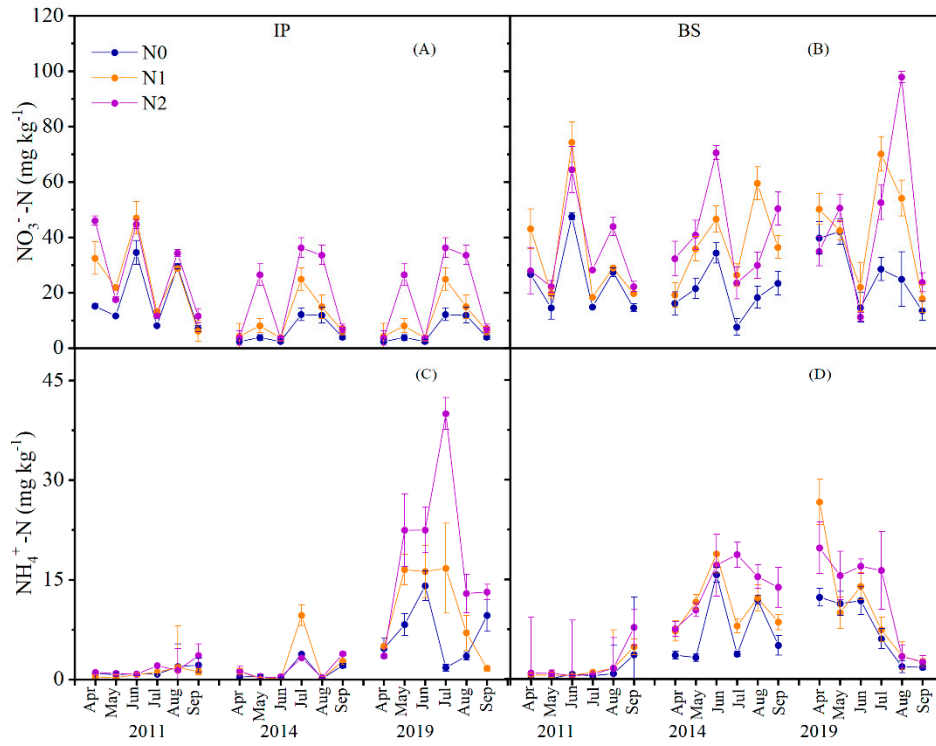 IP
BS
(A)
(B)
N0
N1
N2
120
100
80
60
40
20
0
NO₃⁻-N (mg kg⁻¹)
(C)
(D)
45
30
15
0
NH₄⁺-N (mg kg⁻¹)
Apr May Jun Jul Aug Sep Apr May Jun Jul Aug Sep Apr May Jun Jul Aug Sep Apr May Jun Jul Aug Sep Apr May Jun Jul Aug Sep Apr May Jun Jul Aug Sep
2011 2014 2019 2011 2014 2019